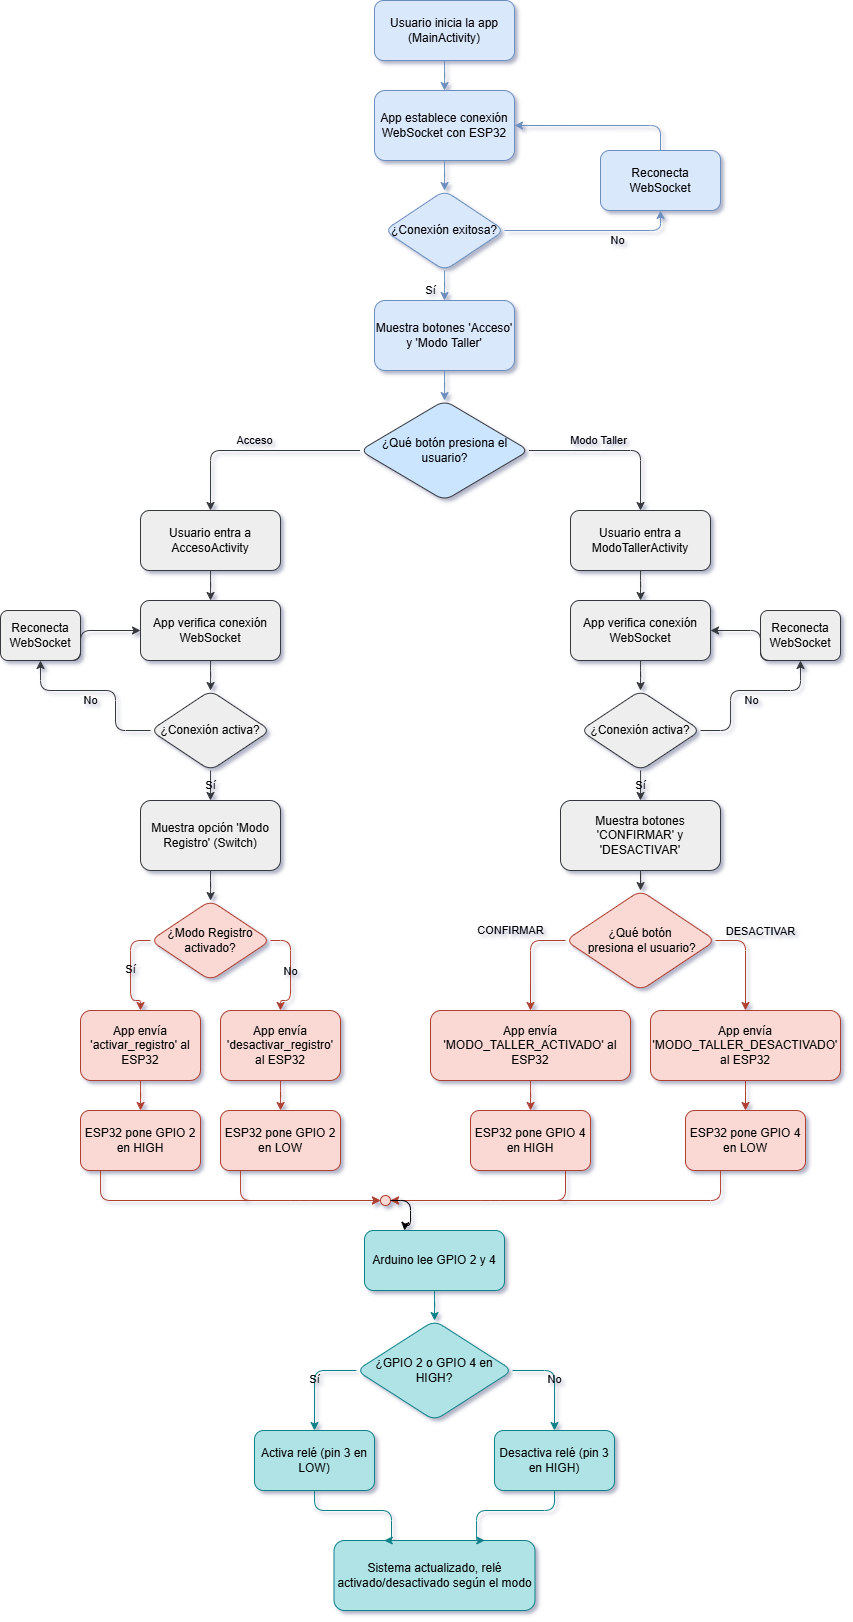 Usuario inicia la app
(MainActivity)
App establece conexión
WebSocket con ESP32
Reconecta
WebSocket
¿Conexión exitosa?
No
Sí
Muestra botones 'Acceso'
y 'Modo Taller'
¿Qué botón presiona el
usuario?
Acceso
Modo Taller
Usuario entra a
AccesoActivity
Usuario entra a
ModoTallerActivity
Reconecta
WebSocket
App verifica conexión
WebSocket
App verifica conexión
WebSocket
Reconecta
WebSocket
No
¿Conexión activa?
¿Conexión activa?
No
Sí
Sí
Muestra opción 'Modo
Registro' (Switch)
Muestra botones
'CONFIRMAR' y
'DESACTIVAR'
¿Modo Registro
activado?
Sí
No
CONFIRMAR
¿Qué botón
presiona el usuario?
DESACTIVAR
App envía
'activar_registro' al
ESP32
App envía
'desactivar_registro'
al ESP32
App envía
'MODO_TALLER_ACTIVADO' al
ESP32
App envía
'MODO_TALLER_DESACTIVADO'
al ESP32
ESP32 pone GPIO 2
en HIGH
ESP32 pone GPIO 2
en LOW
ESP32 pone GPIO 4
en HIGH
ESP32 pone GPIO 4
en LOW
Arduino lee GPIO 2 y 4
¿GPIO 2 o GPIO 4 en
HIGH?
Sí
No
Activa relé (pin 3 en
LOW)
Desactiva relé (pin 3
en HIGH)
Sistema actualizado, relé
activado/desactivado según el modo